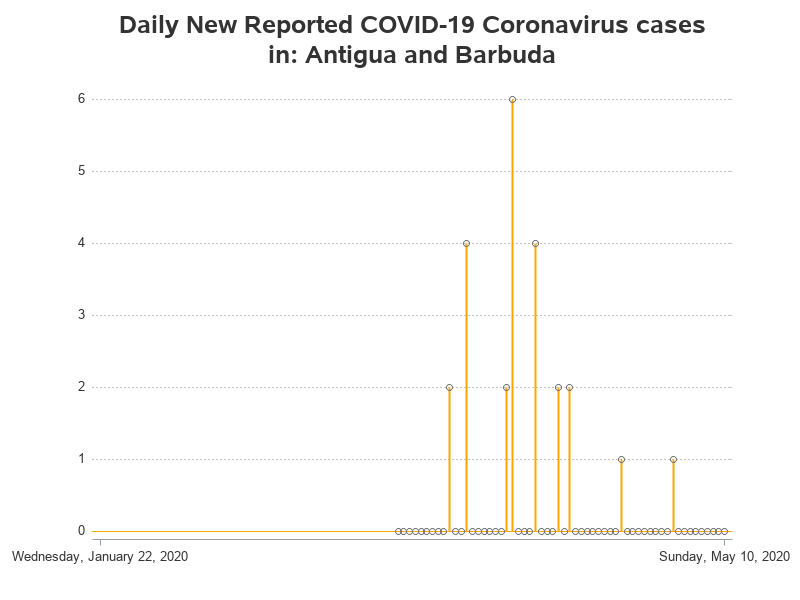 Daily New Reported COVID-19 Coronavirus cases
in: Antigua and Barbuda
6
5
4
3
2
1
0
Wednesday, January 22, 2020 Sunday, May 10, 2020